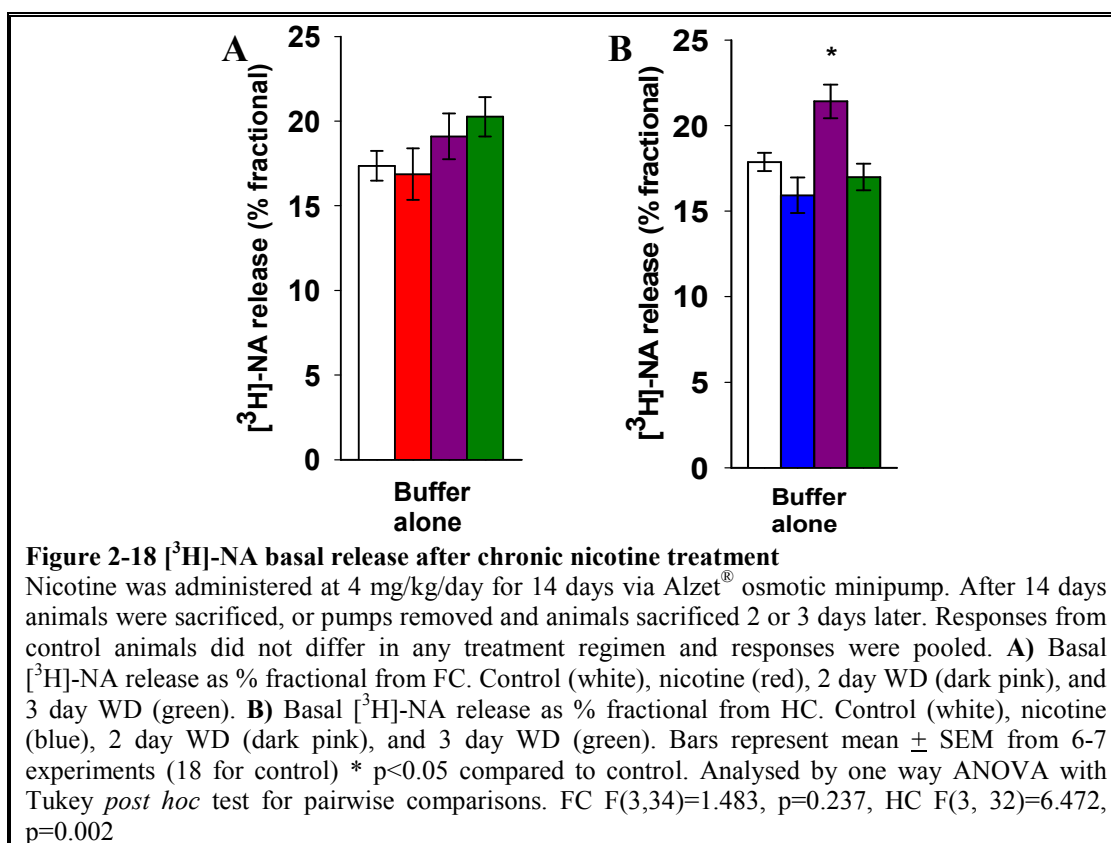 A
B
25
20
15
10
5
0
[³H]-NA release (% fractional)
Buffer
alone
25
20
15
10
5
0
[³H]-NA release (% fractional)
*
Buffer
alone
Figure 2-18 [³H]-NA basal release after chronic nicotine treatment
Nicotine was administered at 4 mg/kg/day for 14 days via Alzet® osmotic minipump. After 14 days
animals were sacrificed, or pumps removed and animals sacrificed 2 or 3 days later. Responses from
control animals did not differ in any treatment regimen and responses were pooled. A) Basal
[³H]-NA release as % fractional from FC. Control (white), nicotine (red), 2 day WD (dark pink), and
3 day WD (green). B) Basal [³H]-NA release as % fractional from HC. Control (white), nicotine
(blue), 2 day WD (dark pink), and 3 day WD (green). Bars represent mean ± SEM from 6-7
experiments (18 for control) * p<0.05 compared to control. Analysed by one way ANOVA with
Tukey post hoc test for pairwise comparisons. FC F(3,34)=1.483, p=0.237, HC F(3, 32)=6.472,
p=0.002